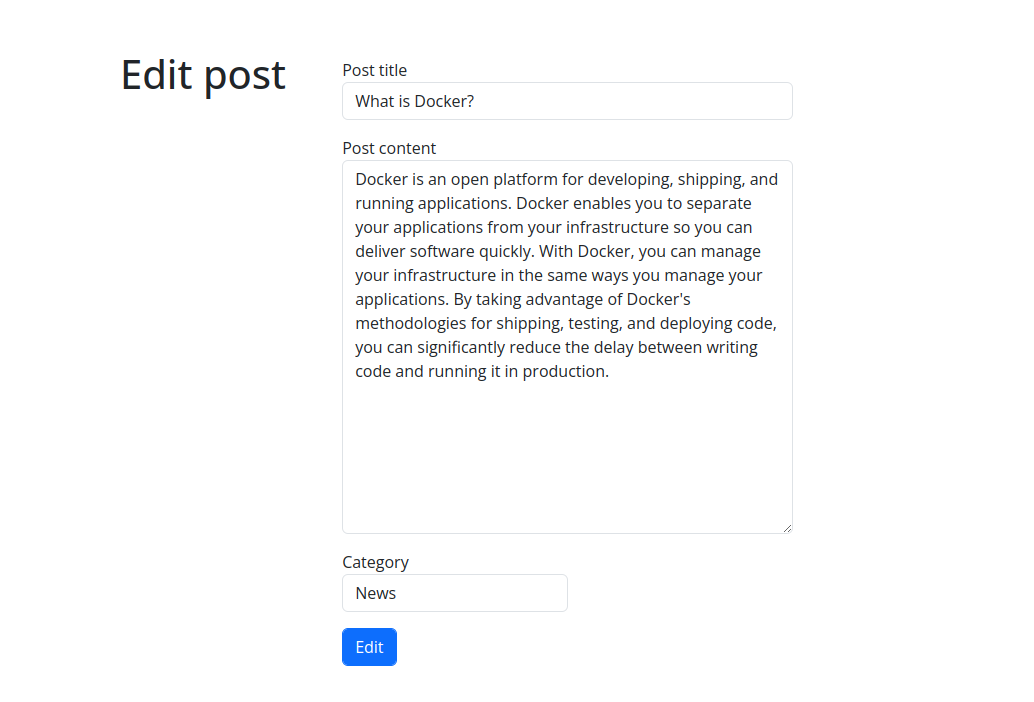 Edit post
Post title
What is Docker?
Post content
Docker is an open platform for developing, shipping, and
running applications. Docker enables you to separate
your applications from your infrastructure so you can
deliver software quickly. With Docker, you can manage
your infrastructure in the same ways you manage your
applications. By taking advantage of Docker's
methodologies for shipping, testing, and deploying code,
you can significantly reduce the delay between writing
code and running it in production.
Category
News
Edit